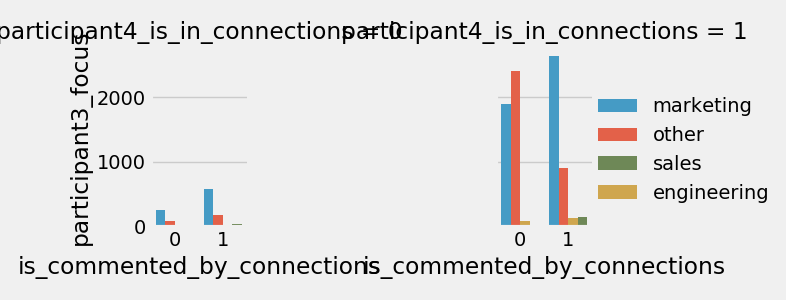 participant4_is_in_connections = 0
participant4_is_in_connections = 1
participant3_focus
2000
1000
0
0 1
0 1
is_commented_by_connections
is_commented_by_connections
marketing
other
sales
engineering